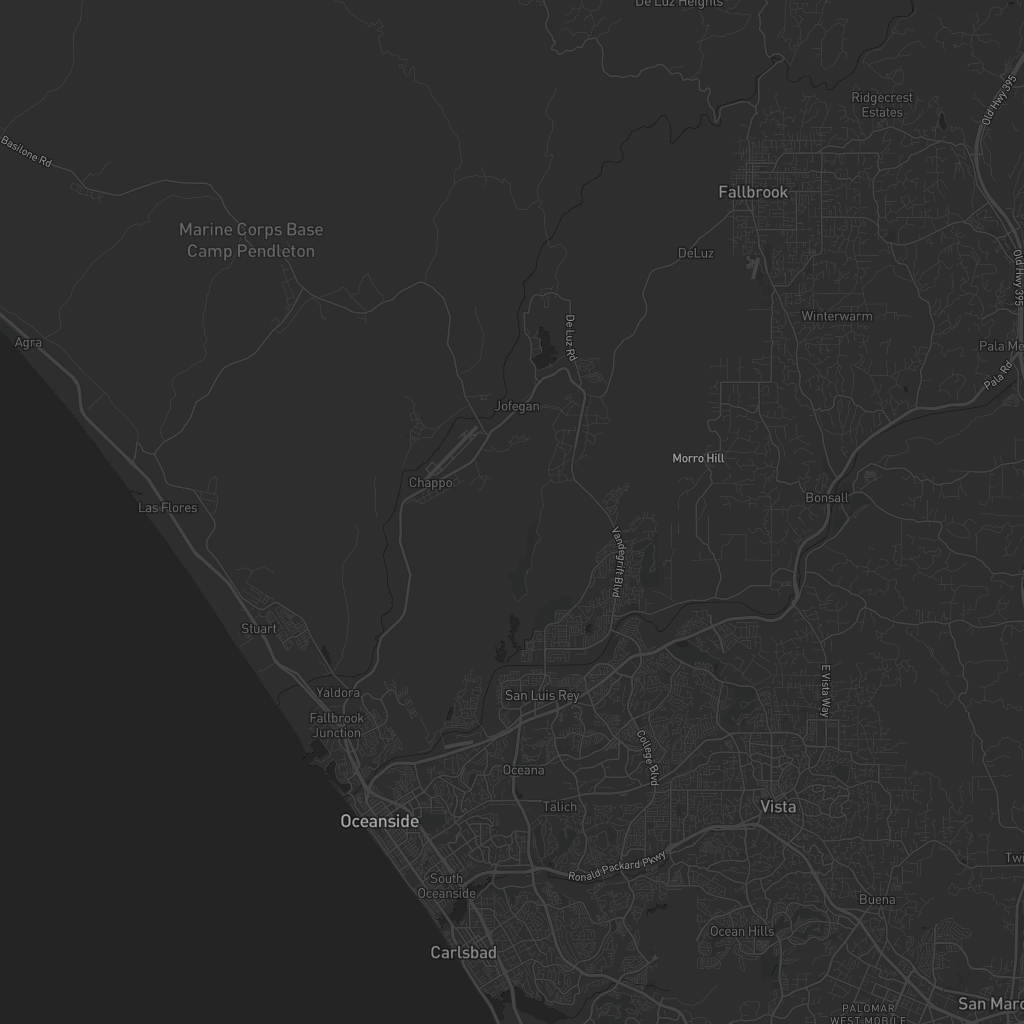 De Luz Heights
Old Hwy 395
Ridgecrest
Estates
Basilone Rd
Fallbrook
Marine Corps Base
Camp Pendleton
DeLuz
Old Hwy 395
Winterwarm
De Luz Rd
Agra
Pala Me
Pala Rd
Jofegan
Morro Hill
Chappo
Bonsall
Las Flores
Vandegrift Blvd
Stuart
E Vista Way
Yaldora
San Luis Rey
Fallbrook
Junction
College Blvd
Oceana
Talich
Vista
Oceanside
Ronald Packard Pkwy
Twi
South
Oceanside
Buena
Ocean Hills
Carlsbad
San Marc
PALOMAR
WEST MOBILE